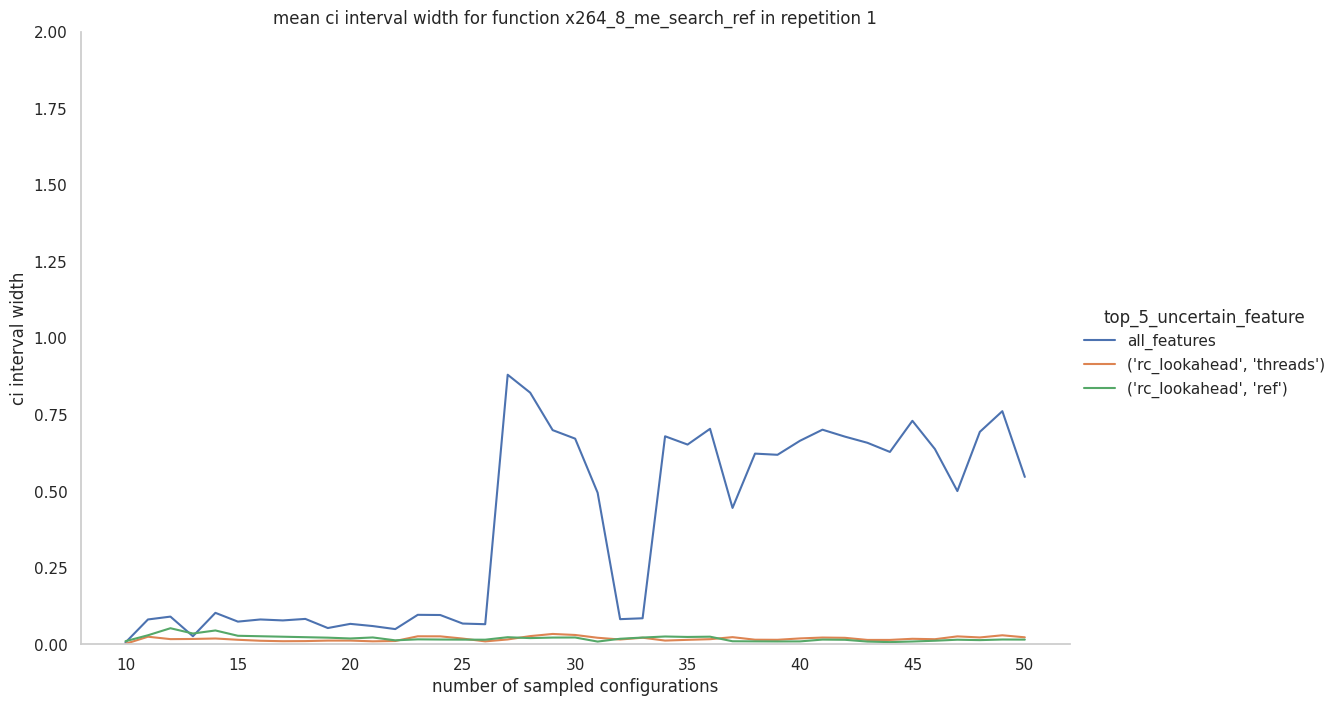 mean ci interval width for function x264_8_me_search_ref in repetition 1
2.00
1.75
1.50
1.25
1.00
0.75
0.50
0.25
0.00
ci interval width
10 15 20 25 30 35 40 45 50
number of sampled configurations
top_5_uncertain_feature
all_features
('rc_lookahead', 'threads')
('rc_lookahead', 'ref')